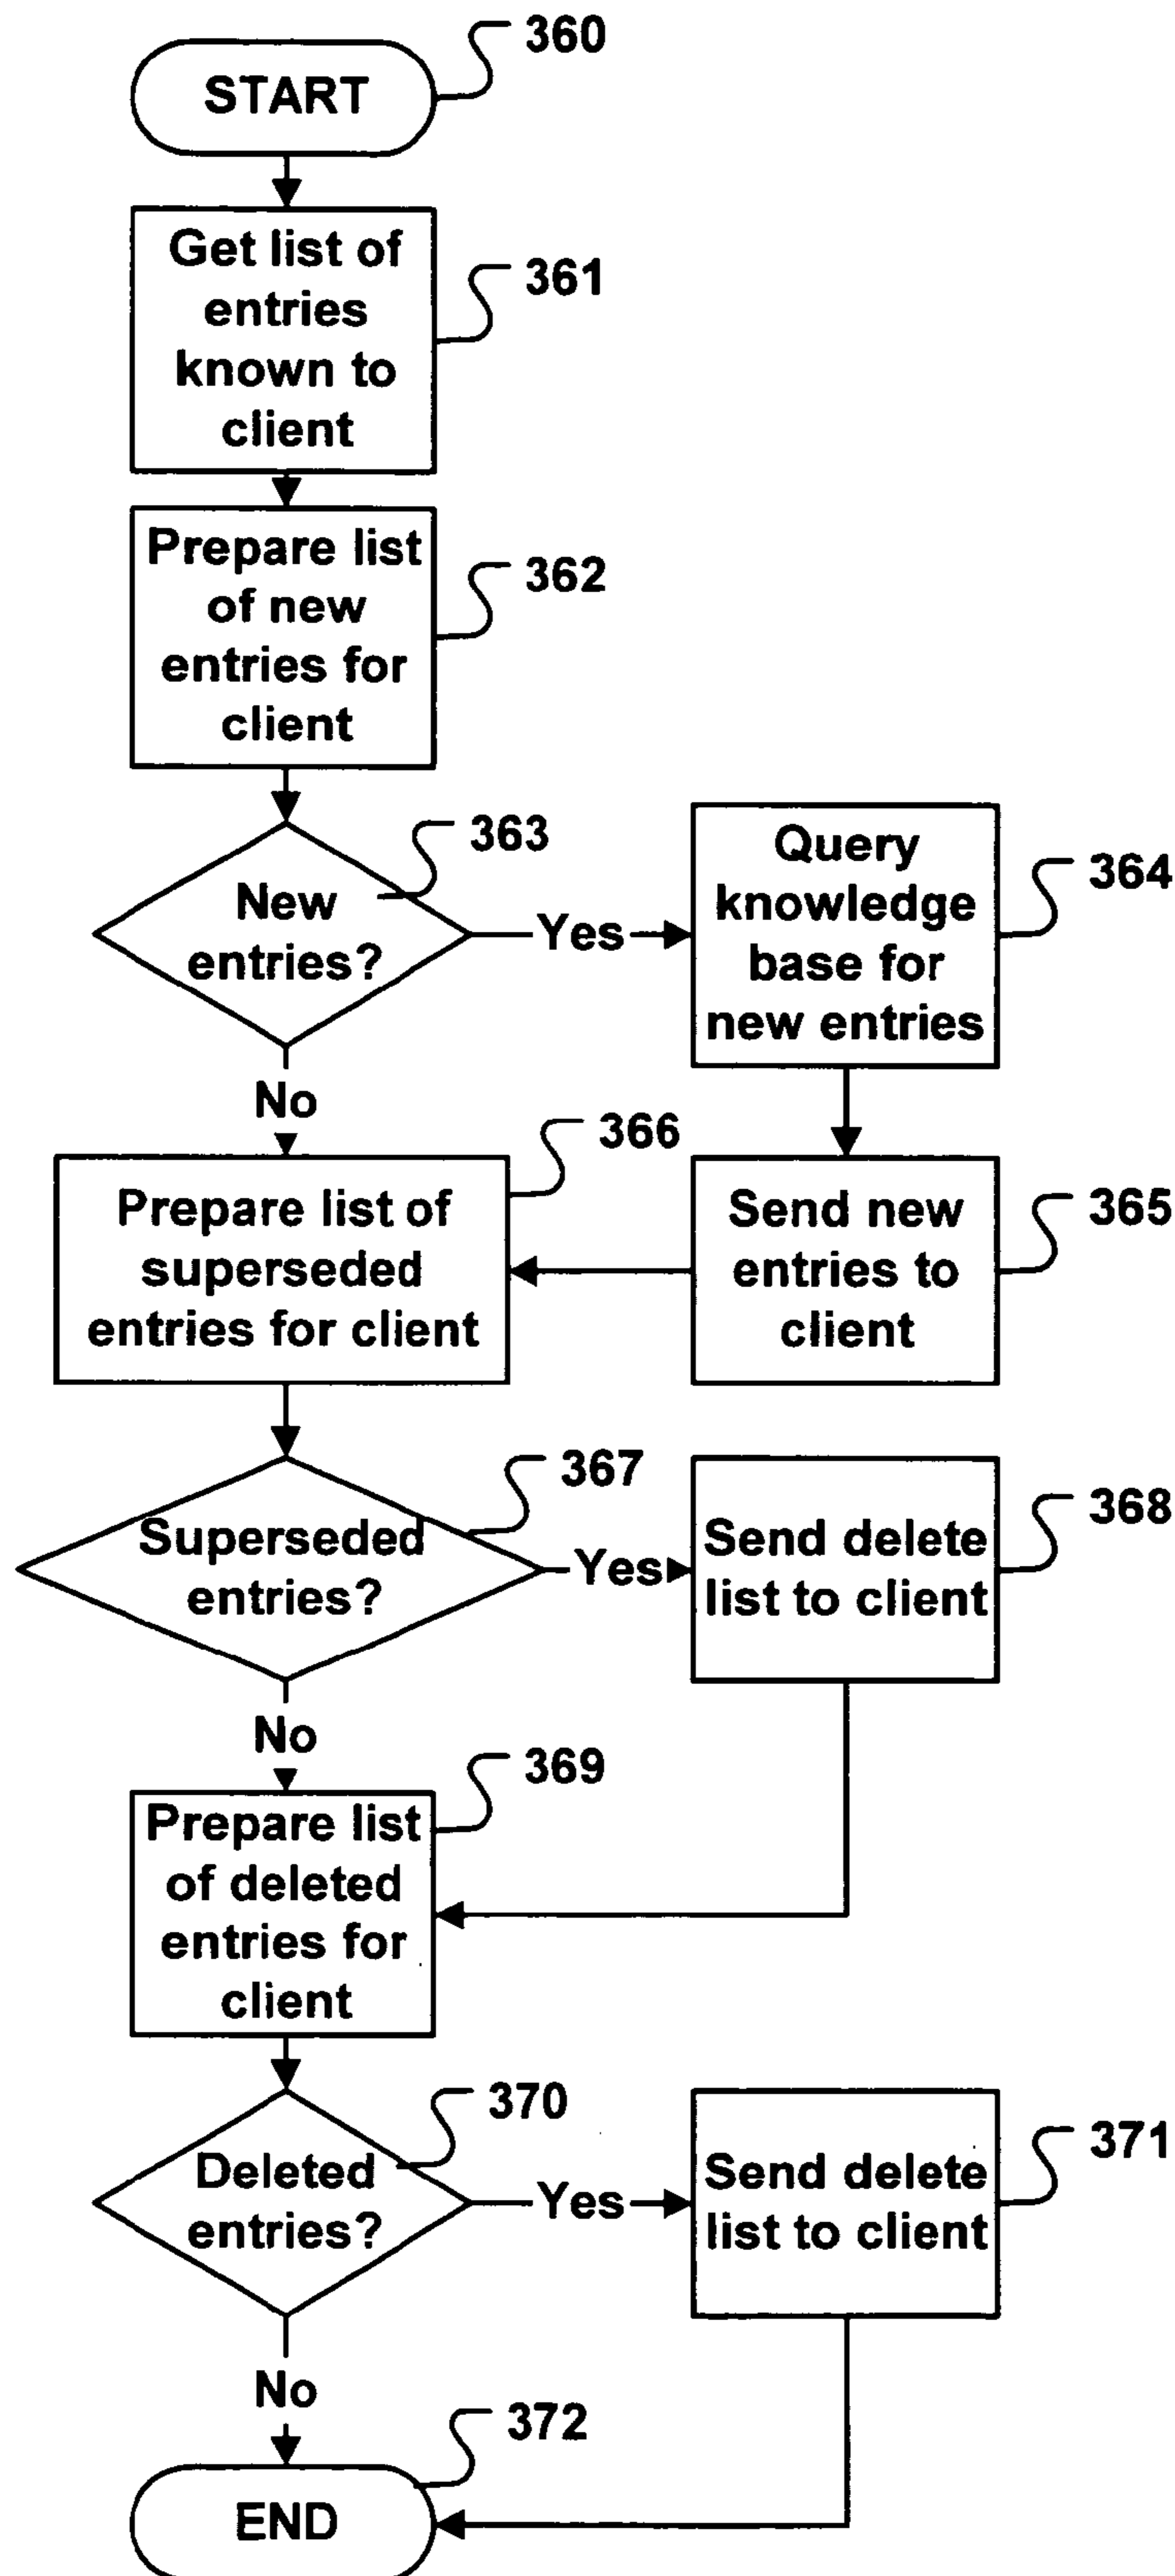 360
START
Get list of
entries
known to
client
361
Prepare list
of new
entries for
client
362
363
New
entries?
Yes
Query
knowledge
base for
new entries
364
No
366
Prepare list of
superseded
entries for client
Send new
entries to
client
365
367
Superseded
entries?
Yes
Send delete
list to client
368
No
369
Prepare list
of deleted
entries for
client
370
Deleted
entries?
Yes
Send delete
list to client
371
No
372
END